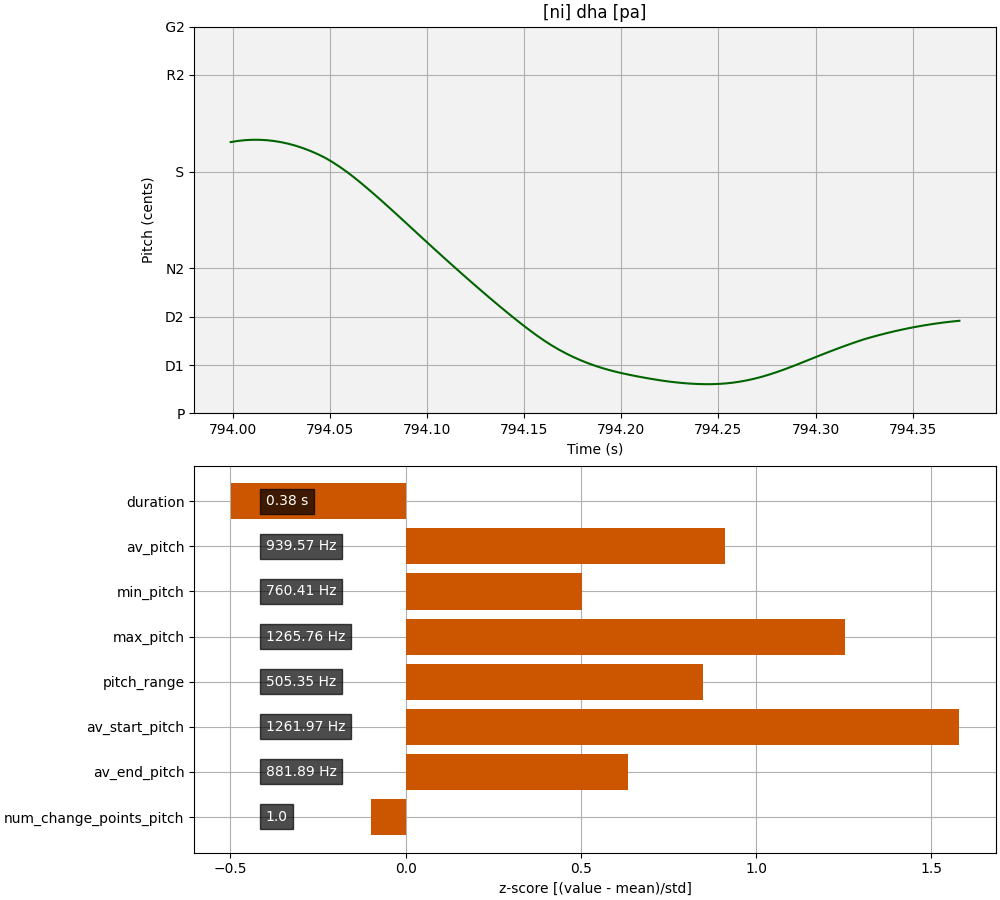 [ni] dha [pa]
G2
R2
S
N2
D2
D1
P
Pitch (cents)
794.00 794.05 794.10 794.15 794.20 794.25 794.30 794.35
Time (s)
duration 0.38 s
av_pitch 939.57 Hz
min_pitch 760.41 Hz
max_pitch 1265.76 Hz
pitch_range 505.35 Hz
av_start_pitch 1261.97 Hz
av_end_pitch 881.89 Hz
num_change_points_pitch 1.0
−0.5 0.0 0.5 1.0 1.5
z-score [(value - mean)/std]